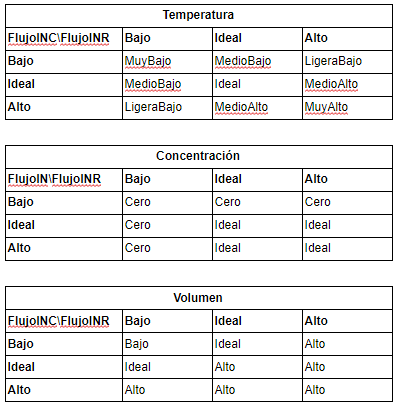 Temperatura
FlujoINC\FlujoINR Bajo Ideal Alto
Bajo MuyBajo MedioBajo LigeraBajo
Ideal MedioBajo Ideal MedioAlto
Alto LigeraBajo MedioAlto MuyAlto
Concentración
FlujoIN\FlujoINR Bajo Ideal Alto
Bajo Cero Cero Cero
Ideal Cero Ideal Ideal
Alto Cero Ideal Ideal
Volumen
FlujoINC\FlujoINR Bajo Ideal Alto
Bajo Bajo Ideal Alto
Ideal Ideal Alto Alto
Alto Alto Alto Alto